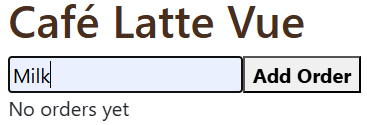 Café Latte Vue
Milk Add Order
No orders yet